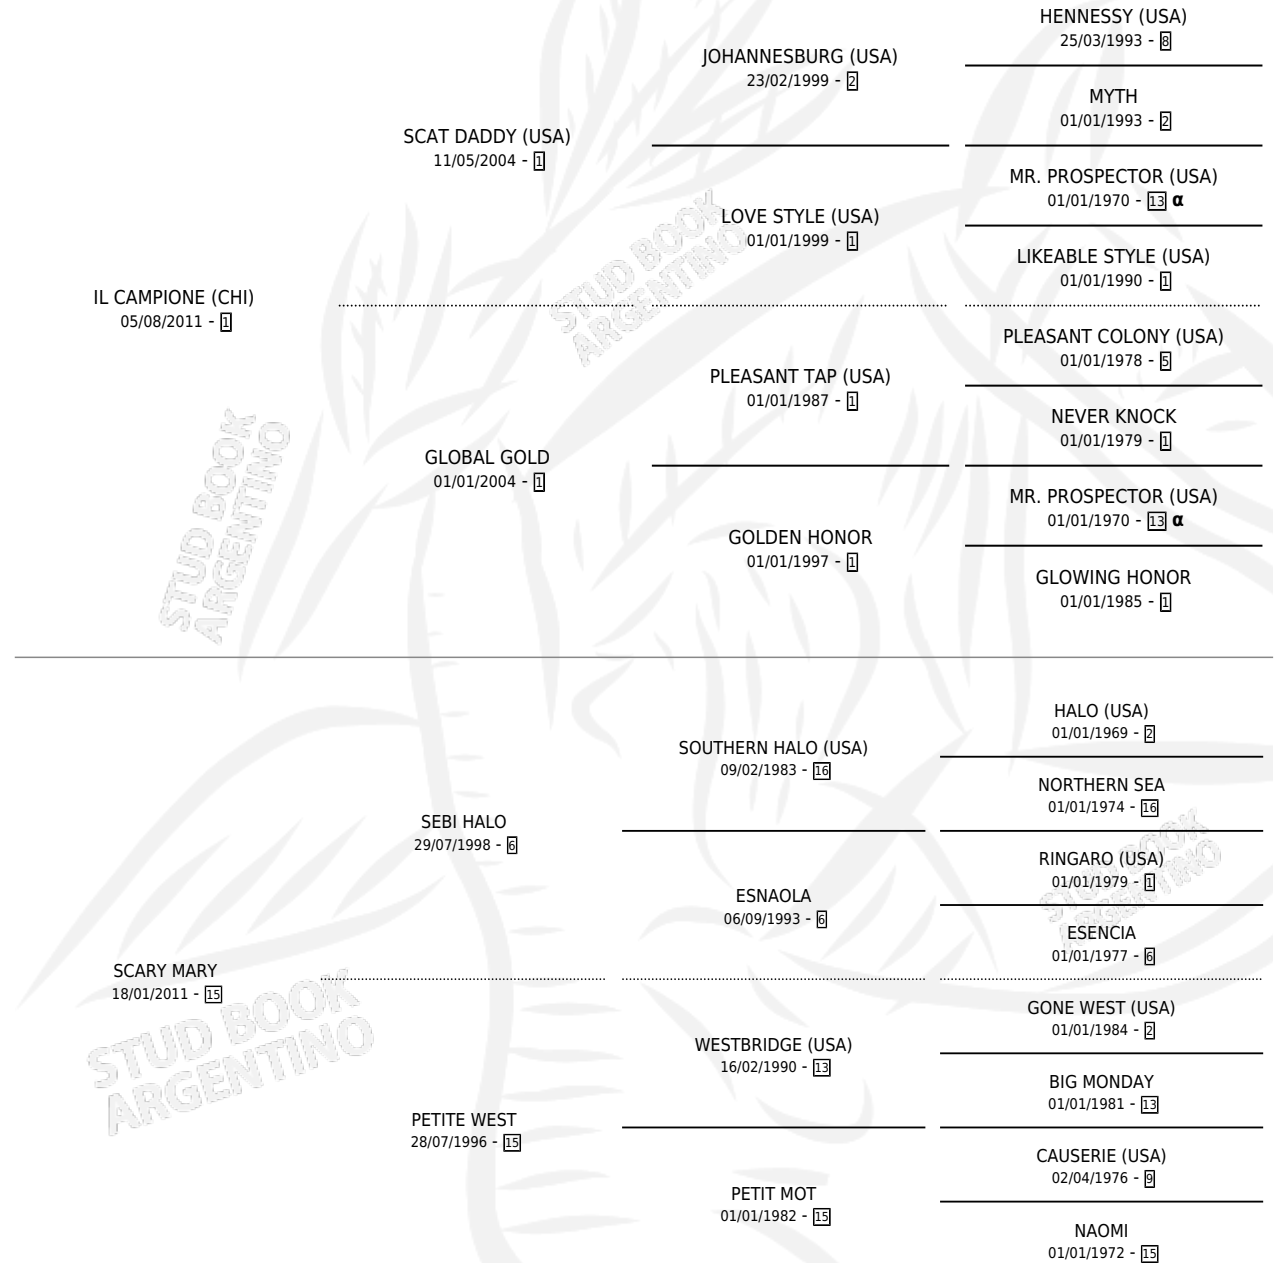 HENNESSY (USA)
25/03/1993 - 8
JOHANNESBURG (USA)
23/02/1999 - 2
MYTH
01/01/1993 - 2
SCAT DADDY (USA)
11/05/2004 - 1
MR. PROSPECTOR (USA)
01/01/1970 - 13 α
LOVE STYLE (USA)
01/01/1999 - 1
LIKEABLE STYLE (USA)
01/01/1990 - 1
IL CAMPIONE (CHI)
05/08/2011 - 1
PLEASANT COLONY (USA)
01/01/1978 - 5
PLEASANT TAP (USA)
01/01/1987 - 1
NEVER KNOCK
01/01/1979 - 1
GLOBAL GOLD
01/01/2004 - 1
MR. PROSPECTOR (USA)
01/01/1970 - 13 α
GOLDEN HONOR
01/01/1997 - 1
GLOWING HONOR
01/01/1985 - 1
HALO (USA)
01/01/1969 - 2
SOUTHERN HALO (USA)
09/02/1983 - 16
NORTHERN SEA
01/01/1974 - 16
SEBI HALO
29/07/1998 - 6
RINGARO (USA)
01/01/1979 - 1
ESNAOLA
06/09/1993 - 6
ESENCIA
01/01/1977 - 6
SCARY MARY
18/01/2011 - 15
GONE WEST (USA)
01/01/1984 - 2
WESTBRIDGE (USA)
16/02/1990 - 13
BIG MONDAY
01/01/1981 - 13
PETITE WEST
28/07/1996 - 15
CAUSERIE (USA)
02/04/1976 - 9
PETIT MOT
01/01/1982 - 15
NAOMI
01/01/1972 - 15
STUD BOOK
ARGENTINO
STUD BOOK
ARGENTINO
STUD BOOK
ARGENTINO
STUD BOOK
ARGENTINO